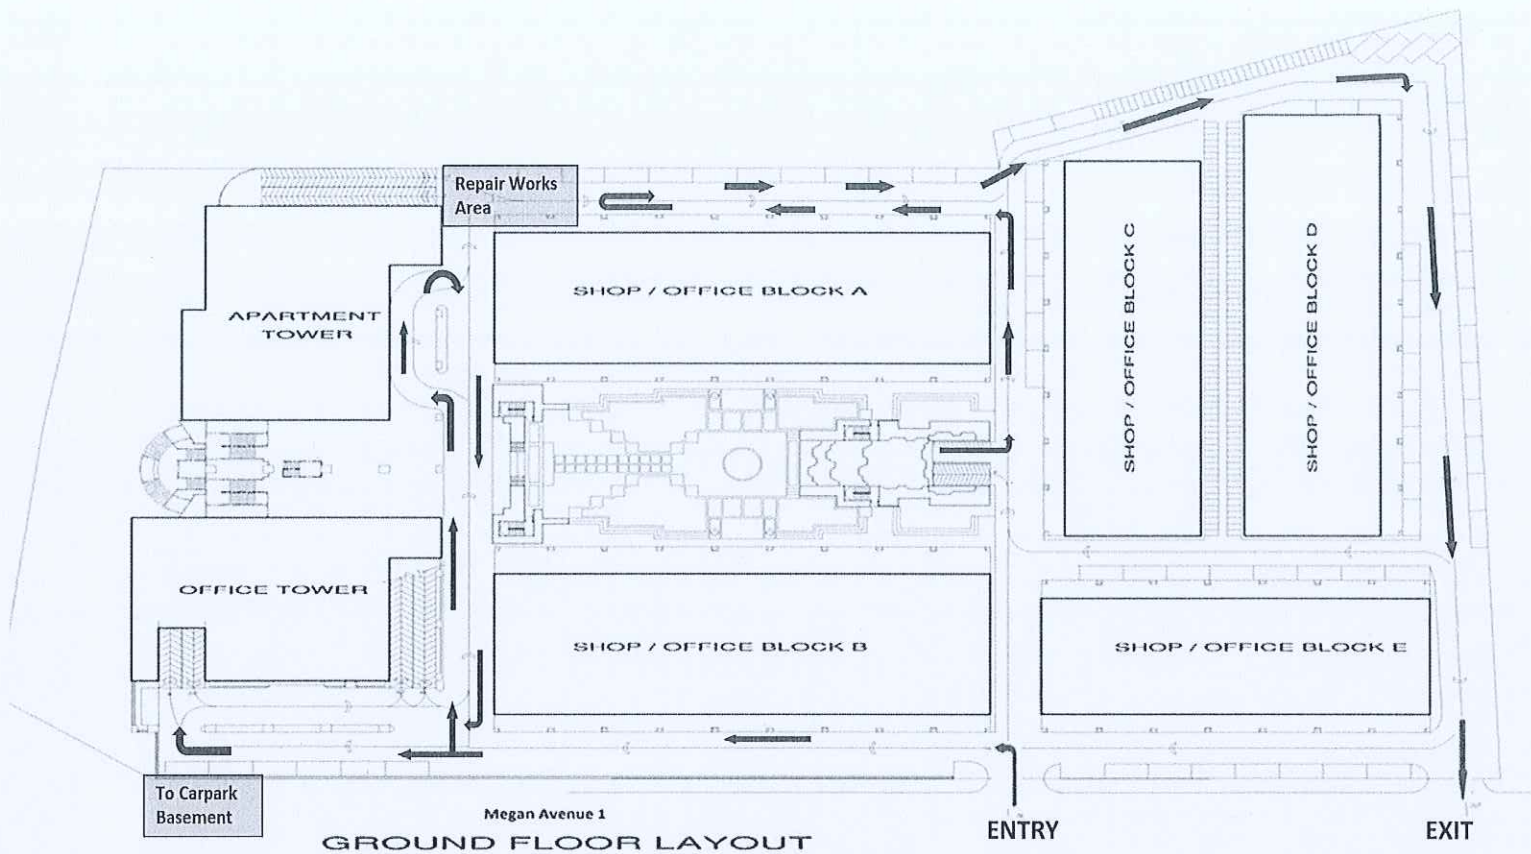 Repair Works
Area
SHOP / OFFICE BLOCK A
APARTMENT
TOWER
SHOP / OFFICE BLOCK C
SHOP / OFFICE BLOCK D
OFFICE TOWER
SHOP / OFFICE BLOCK B
SHOP / OFFICE BLOCK E
To Carpark
Basement
Megan Avenue 1
GROUND FLOOR LAYOUT
ENTRY
EXIT